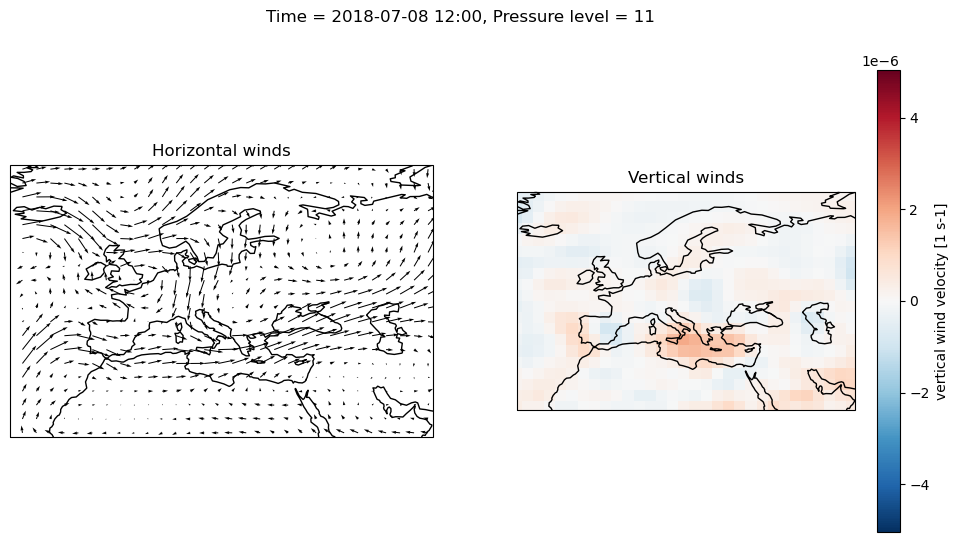 Time = 2018-07-08 12:00, Pressure level = 11
Horizontal winds
Vertical winds
1e−6
4
2
0
−2
−4
vertical wind velocity [1 s-1]